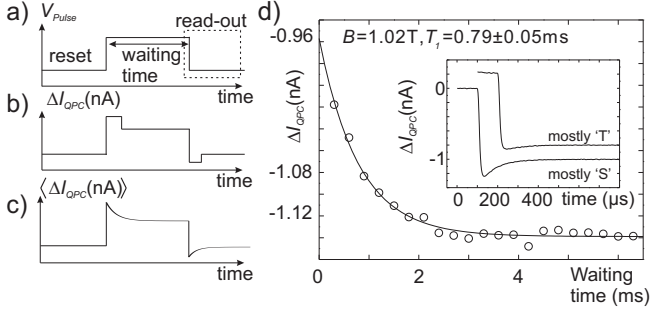 a)
V_Pulse
read-out
reset
waiting
time
time
b)
ΔI_QPC(nA)
time
c)
⟨ΔI_QPC(nA)⟩
time
d)
B=1.02T,T_1=0.79±0.05ms
ΔI_QPC(nA)
-0.96
-1.08
-1.12
0
2
4
6
Waiting
time (ms)
ΔI_QPC(nA)
0
-1
mostly 'T'
mostly 'S'
0
200
600
time (µs)